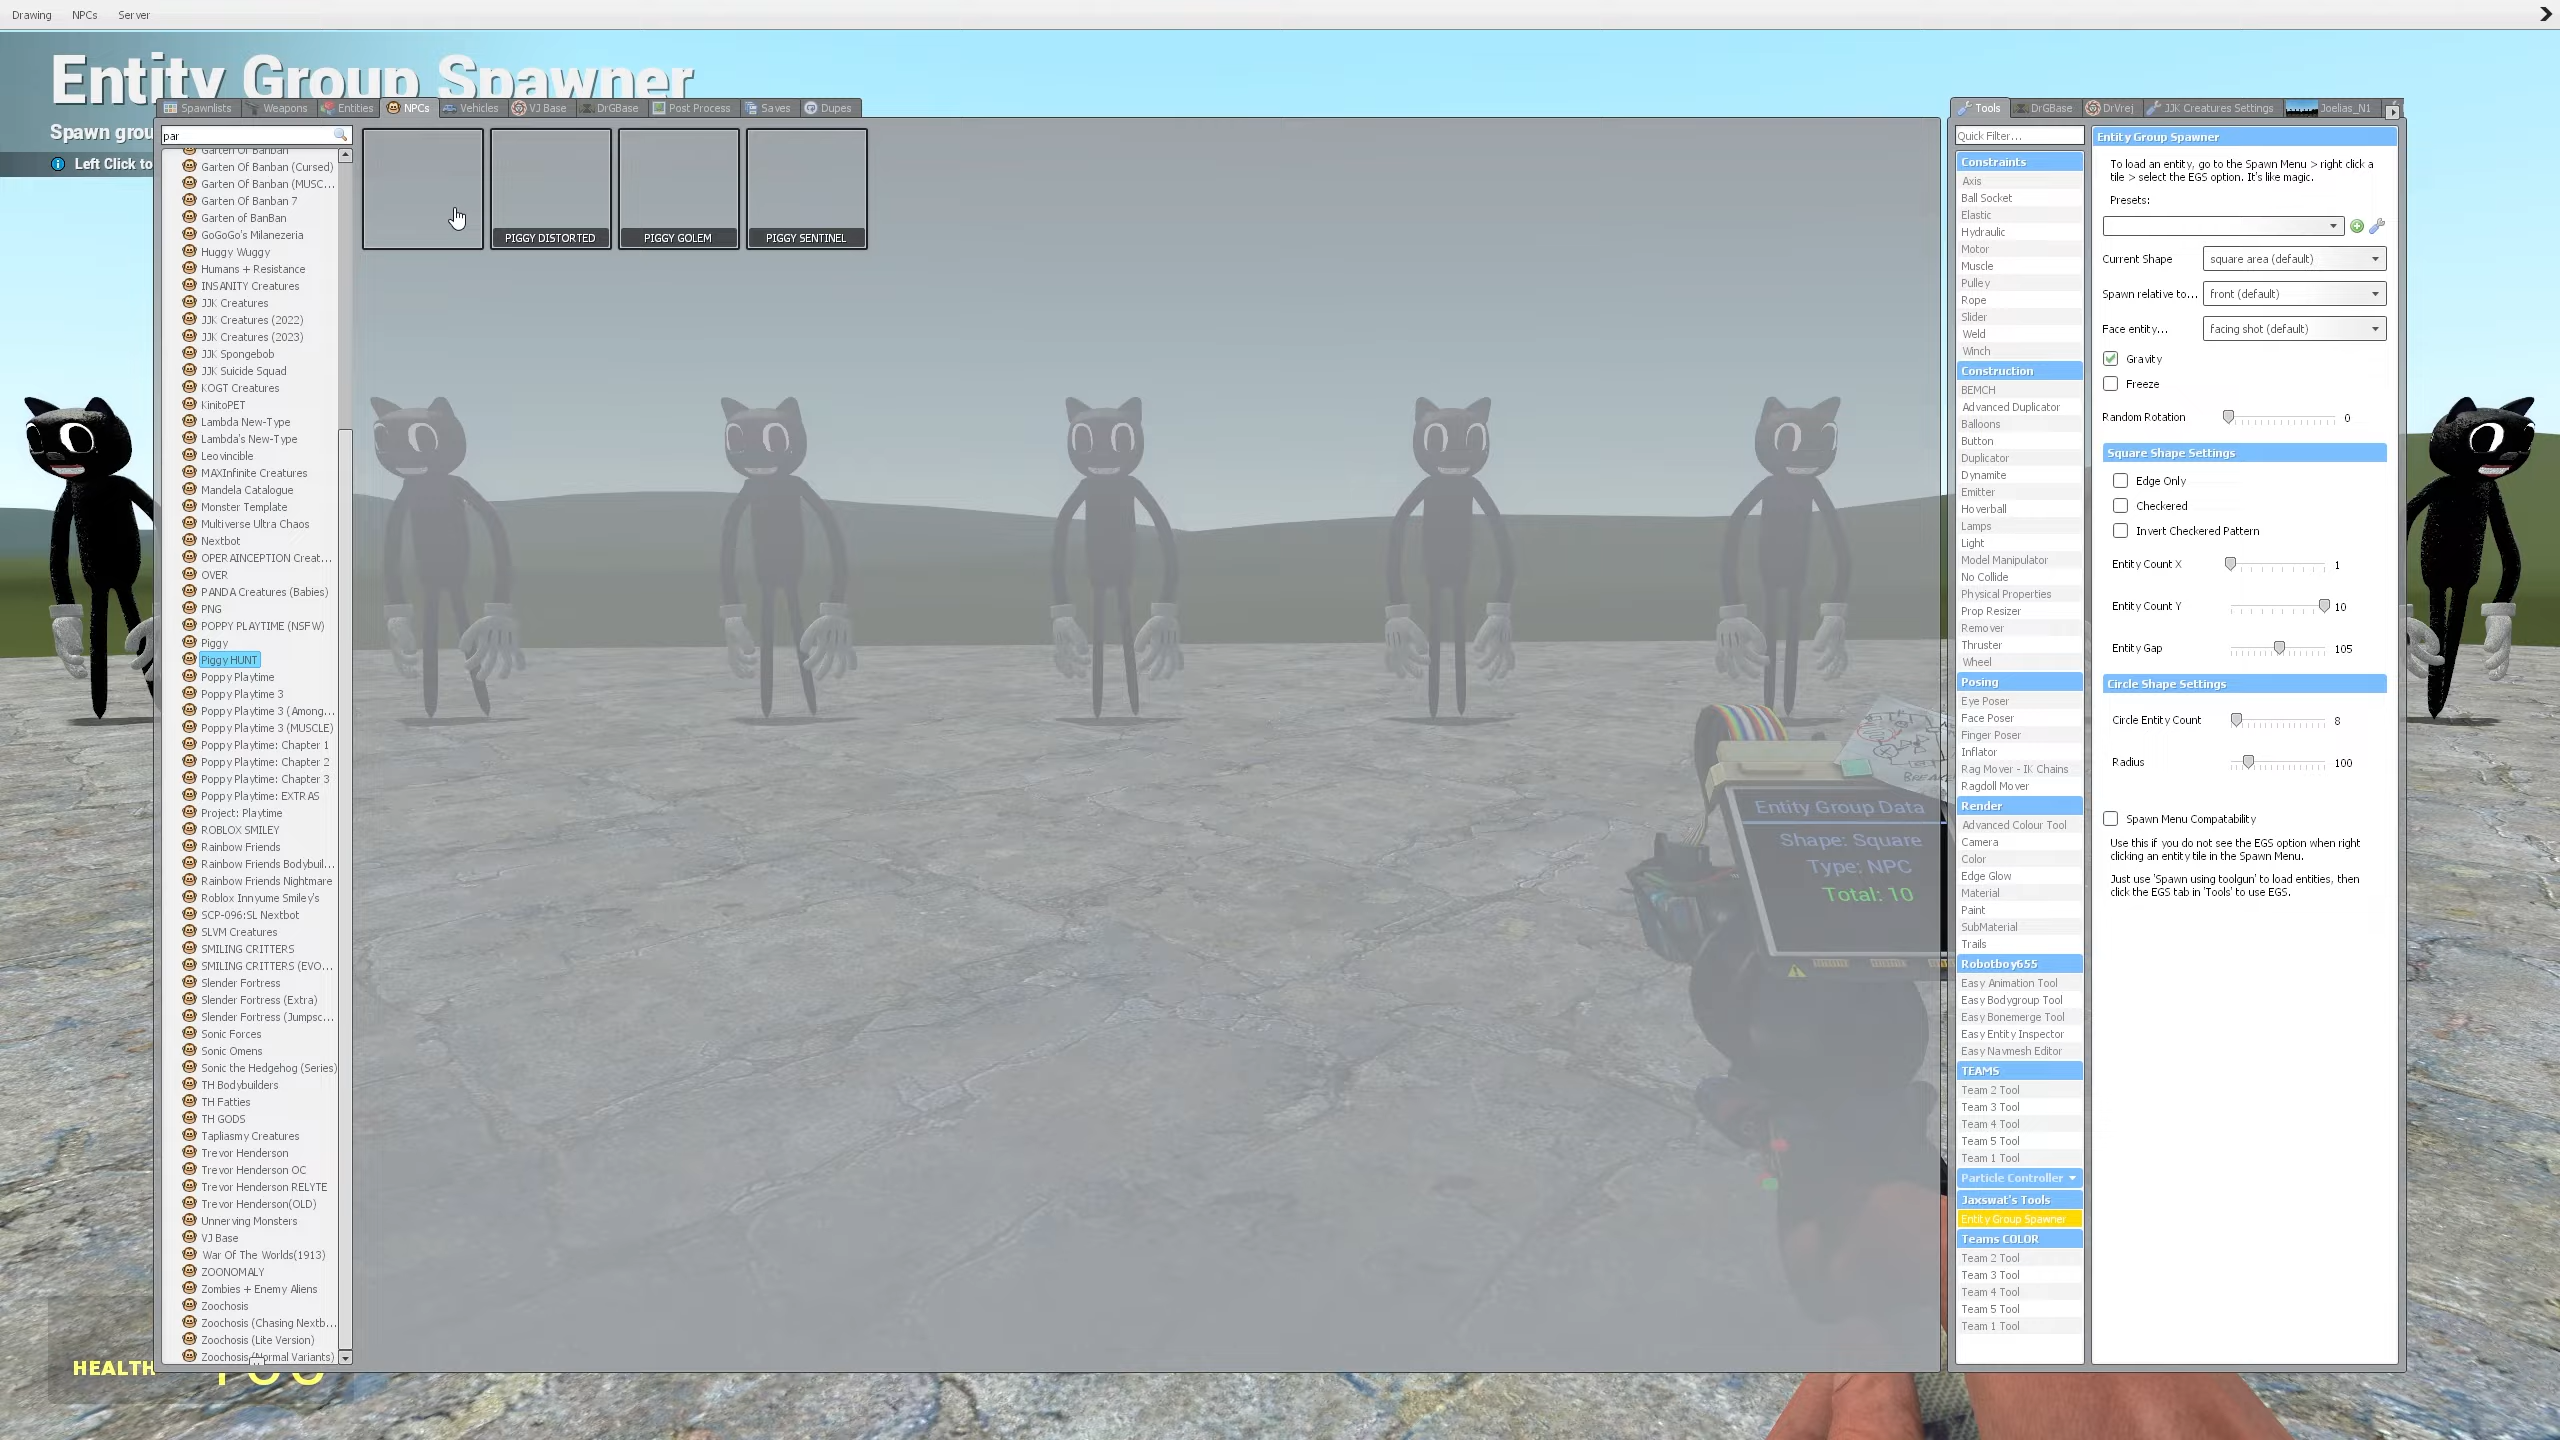 Drawing NPCs Server
Entity Group Spawner
Spawn grou
Left Click to
Spawnlists Weapons Entities NPCs Vehicles VJ Base DrGBase Post Process Saves Dupes
par
Garten Of Banban
Garten Of Banban (Cursed)
Garten Of Banban (MUSC...
Garten Of Banban 7
Garten of BanBan
GoGoGo's Milanezeria
Huggy Wuggy
Humans + Resistance
INSANITY Creatures
JJK Creatures
JJK Creatures (2022)
JJK Creatures (2023)
JJK Spongebob
JJK Suicide Squad
KOGT Creatures
KinitoPET
Lambda New-Type
Lambda's New-Type
Leovincible
MAXInfinite Creatures
Mandela Catalogue
Monster Template
Multiverse Ultra Chaos
Nextbot
OPERAINCEPTION Creat...
OVER
PANDA Creatures (Babies)
PNG
POPPY PLAYTIME (NSFW)
Piggy
Piggy HUNT
Poppy Playtime
Poppy Playtime 3
Poppy Playtime 3 (Among...
Poppy Playtime 3 (MUSCLE)
Poppy Playtime: Chapter 1
Poppy Playtime: Chapter 2
Poppy Playtime: Chapter 3
Poppy Playtime: EXTRAS
Project: Playtime
ROBLOX SMILEY
Rainbow Friends
Rainbow Friends Bodybuil...
Rainbow Friends Nightmare
Roblox Innyume Smiley's
SCP-096:SL Nextbot
SLVM Creatures
SMILING CRITTERS
SMILING CRITTERS (EVO...
Slender Fortress
Slender Fortress (Extra)
Slender Fortress (Jumpsc...
Sonic Forces
Sonic Omens
Sonic the Hedgehog (Series)
TH Bodybuilders
TH Fatties
TH GODS
Tapliasmy Creatures
Trevor Henderson
Trevor Henderson OC
Trevor Henderson RELYTE
Trevor Henderson(OLD)
Unnerving Monsters
VJ Base
War Of The Worlds(1913)
ZOONOMALY
Zombies + Enemy Aliens
Zoochosis
Zoochosis (Chasing Nextb...
Zoochosis (Lite Version)
Zoochosis (Normal Variants)
PIGGY DISTORTED PIGGY GOLEM PIGGY SENTINEL
Entity Group Data
Shape: Square
Type: NPC
Total: 10
HEALTH 100
Tools DrGBase DrVrej JJK Creatures Settings Joelias_N1
Quick Filter...
Constraints
Axis
Ball Socket
Elastic
Hydraulic
Motor
Muscle
Pulley
Rope
Slider
Weld
Winch
Construction
BEMCH
Advanced Duplicator
Balloons
Button
Duplicator
Dynamite
Emitter
Hoverball
Lamps
Light
Model Manipulator
No Collide
Physical Properties
Prop Resizer
Remover
Thruster
Wheel
Posing
Eye Poser
Face Poser
Finger Poser
Inflator
Rag Mover - IK Chains
Ragdoll Mover
Render
Advanced Colour Tool
Camera
Color
Edge Glow
Material
Paint
SubMaterial
Trails
Robotboy655
Easy Animation Tool
Easy Bodygroup Tool
Easy Bonemerge Tool
Easy Entity Inspector
Easy Navmesh Editor
TEAMS
Team 2 Tool
Team 3 Tool
Team 4 Tool
Team 5 Tool
Team 1 Tool
Particle Controller
Jaxswat's Tools
Entity Group Spawner
Teams COLOR
Team 2 Tool
Team 3 Tool
Team 4 Tool
Team 5 Tool
Team 1 Tool
Entity Group Spawner
To load an entity, go to the Spawn Menu > right click a
tile > select the EGS option. It's like magic.
Presets:
Current Shape square area (default)
Spawn relative to... front (default)
Face entity... facing shot (default)
Gravity
Freeze
Random Rotation 0
Square Shape Settings
Edge Only
Checkered
Invert Checkered Pattern
Entity Count X 1
Entity Count Y 10
Entity Gap 105
Circle Shape Settings
Circle Entity Count 8
Radius 100
Spawn Menu Compatability
Use this if you do not see the EGS option when right
clicking an entity tile in the Spawn Menu.
Just use 'Spawn using toolgun' to load entities, then
click the EGS tab in 'Tools' to use EGS.